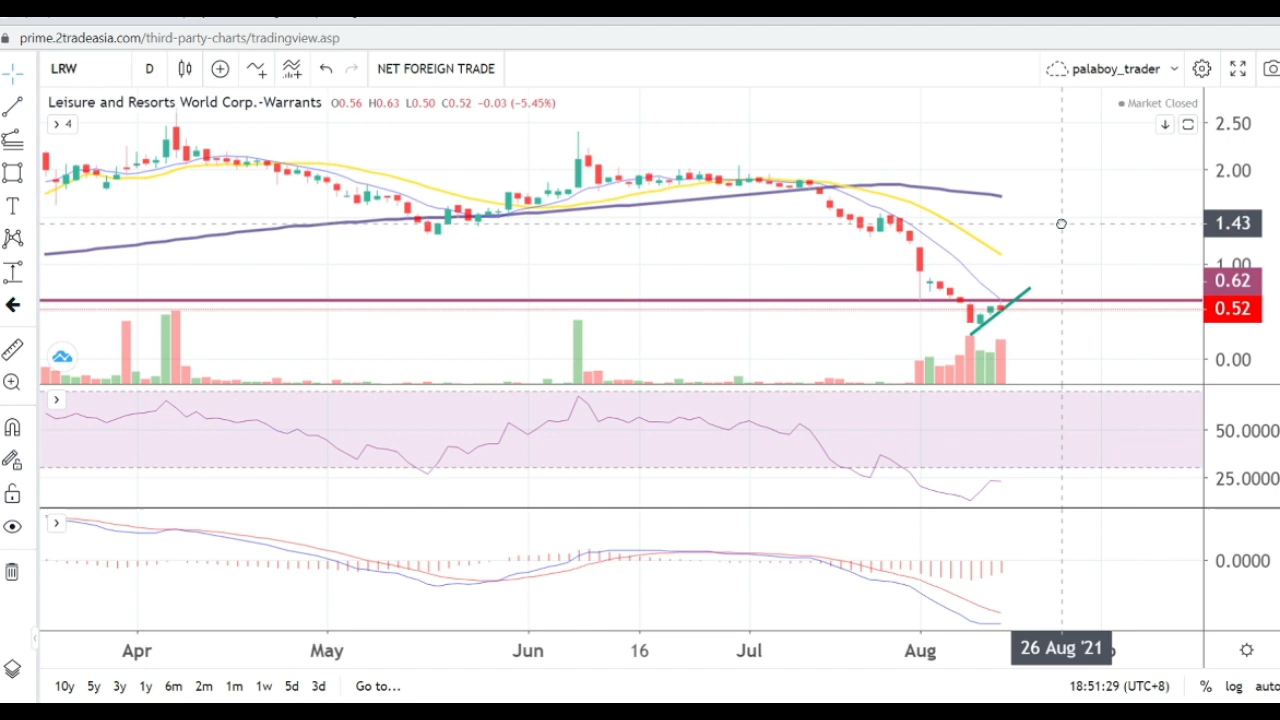 prime.2tradeasia.com/third-party-charts/tradingview.asp
LRW D NET FOREIGN TRADE palaboy_trader
Leisure and Resorts World Corp.-Warrants O0.56 H0.63 L0.50 C0.52 -0.03 (-5.45%) Market Closed
4
2.50
2.00
1.43
1.00
0.62
0.52
0.00
50.0000
25.0000
0.0000
Apr May Jun 16 Jul Aug 26 Aug '21
10y 5y 3y 1y 6m 2m 1m 1w 5d 3d Go to... 18:51:29 (UTC+8) % log auto